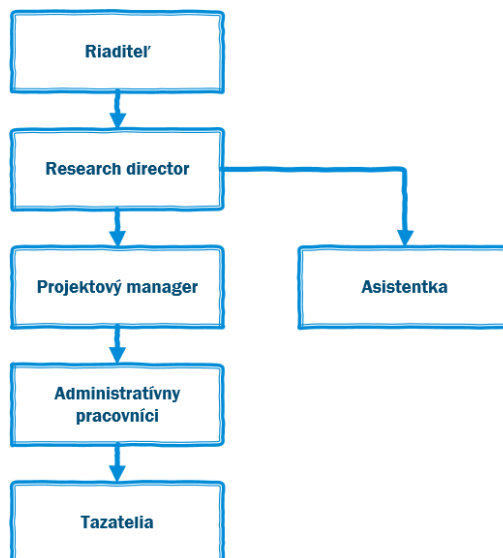 Riaditeľ
Research director
Projektový manager
Asistentka
Administratívny
pracovníci
Tazatelia